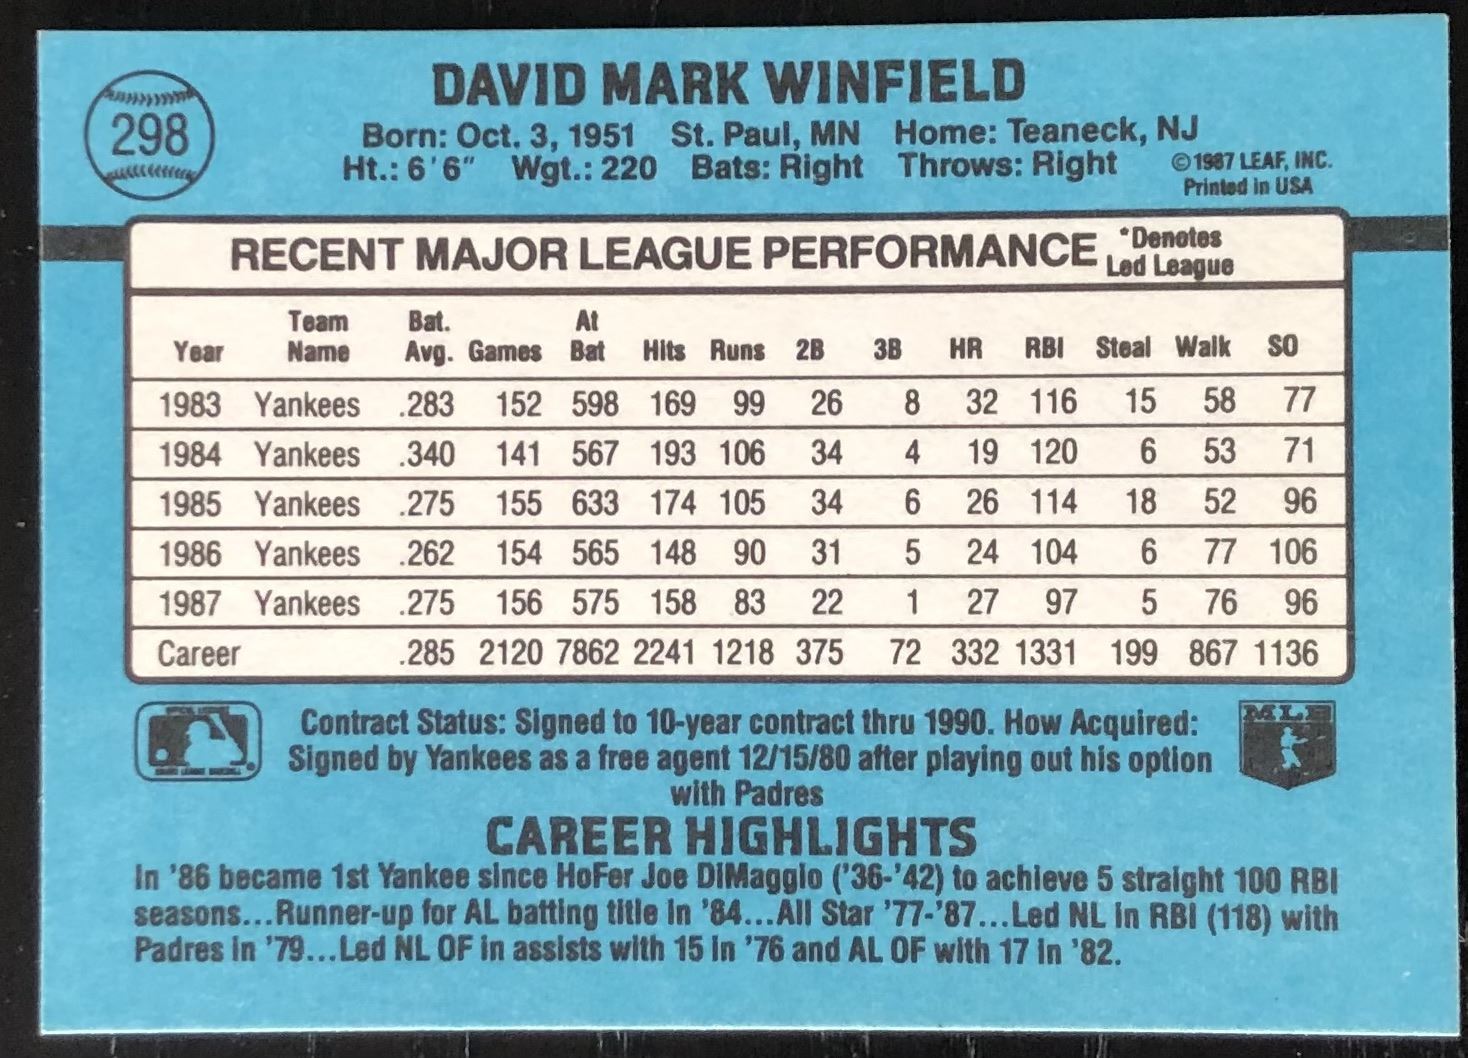 DAVID MARK WINFIELD
298
Born: Oct. 3, 1951 St. Paul, MN Home: Teaneck, NJ
Ht.: 6'6" Wgt.: 220 Bats: Right Throws: Right
©1987 LEAF, INC.
Printed in USA
RECENT MAJOR LEAGUE PERFORMANCE *Denotes Led League
Year Team Name Bat. Avg. Games At Bat Hits Runs 2B 3B HR RBI Steal Walk SO
1983 Yankees .283 152 598 169 99 26 8 32 116 15 58 77
1984 Yankees .340 141 567 193 106 34 4 19 120 6 53 71
1985 Yankees .275 155 633 174 105 34 6 26 114 18 52 96
1986 Yankees .262 154 565 148 90 31 5 24 104 6 77 106
1987 Yankees .275 156 575 158 83 22 1 27 97 5 76 96
Career .285 2120 7862 2241 1218 375 72 332 1331 199 867 1136
Contract Status: Signed to 10-year contract thru 1990. How Acquired:
Signed by Yankees as a free agent 12/15/80 after playing out his option
with Padres
CAREER HIGHLIGHTS
In '86 became 1st Yankee since HoFer Joe DiMaggio ('36-'42) to achieve 5 straight 100 RBI
seasons...Runner-up for AL batting title in '84...All Star '77-'87...Led NL in RBI (118) with
Padres in '79...Led NL OF in assists with 15 in '76 and AL OF with 17 in '82.